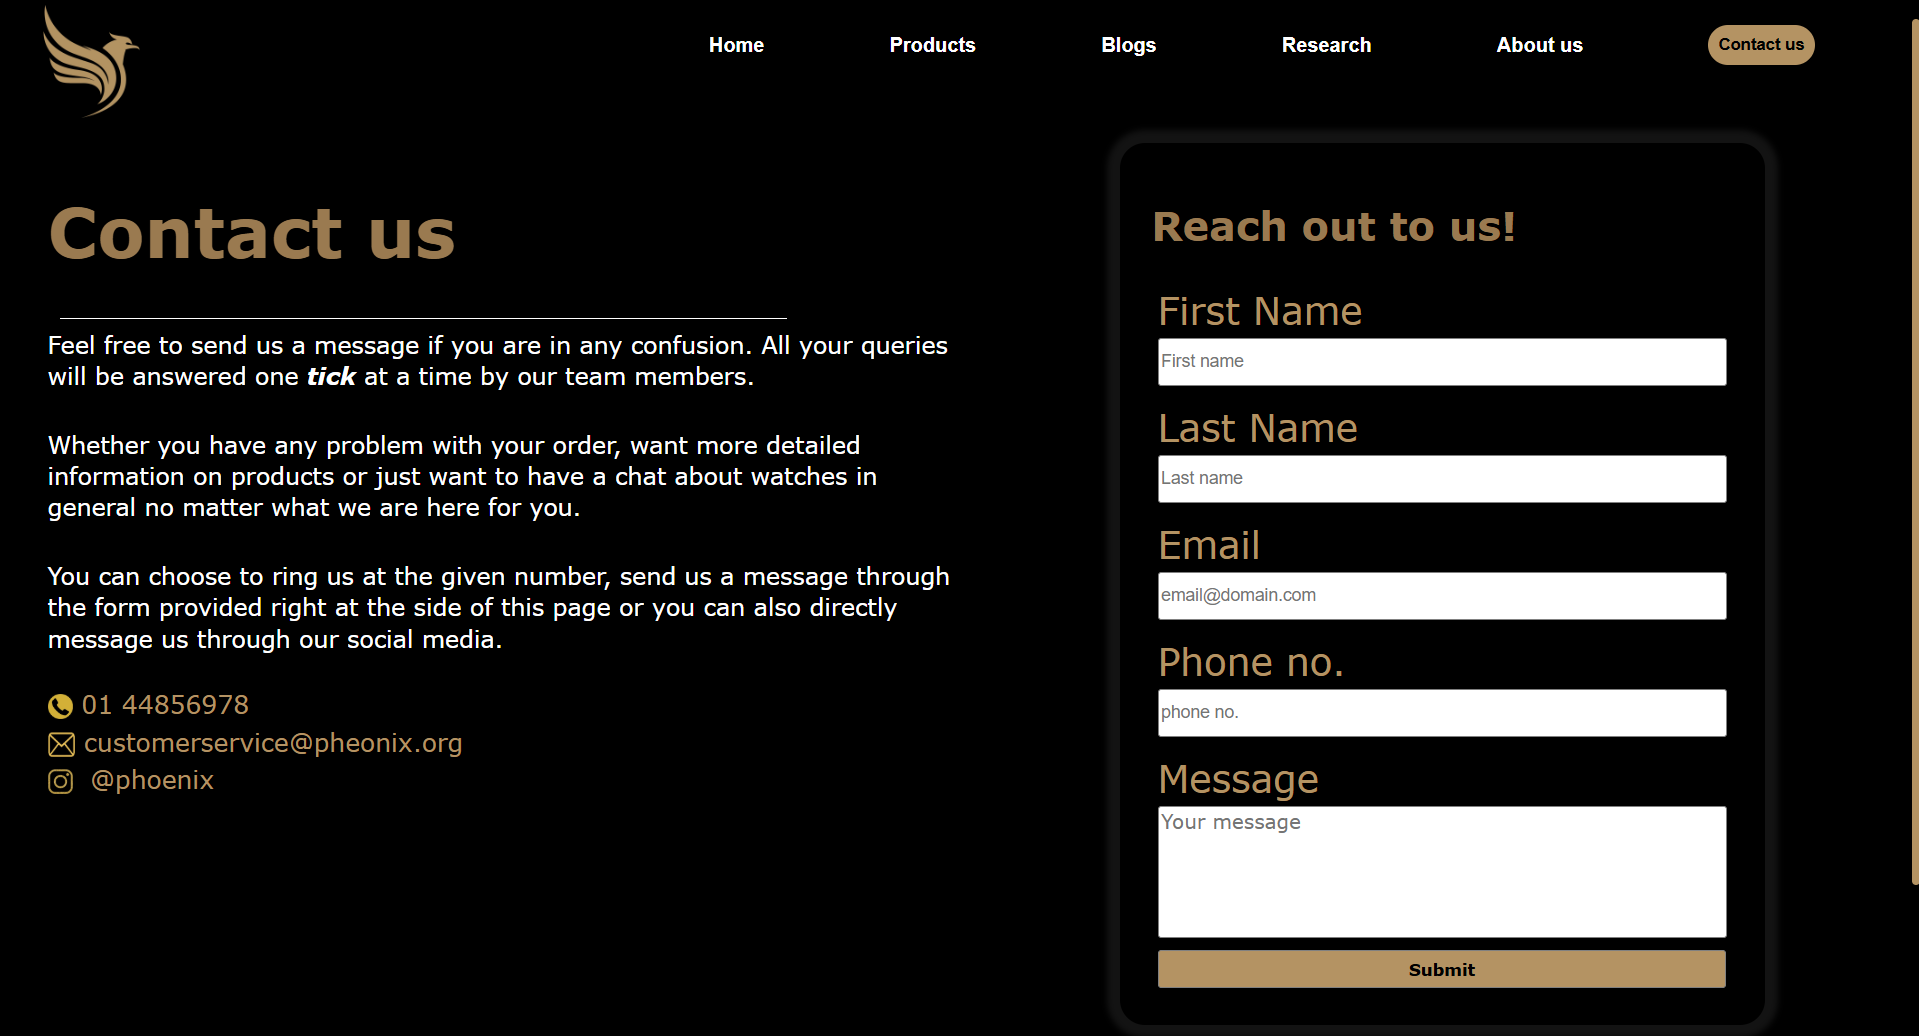 Home
Products
Blogs
Research
About us
Contact us
Contact us
Feel free to send us a message if you are in any confusion. All your queries
will be answered one tick at a time by our team members.
Whether you have any problem with your order, want more detailed
information on products or just want to have a chat about watches in
general no matter what we are here for you.
You can choose to ring us at the given number, send us a message through
the form provided right at the side of this page or you can also directly
message us through our social media.
01 44856978
customerservice@pheonix.org
@phoenix
Reach out to us!
First Name
First name
Last Name
Last name
Email
email@domain.com
Phone no.
phone no.
Message
Your message
Submit